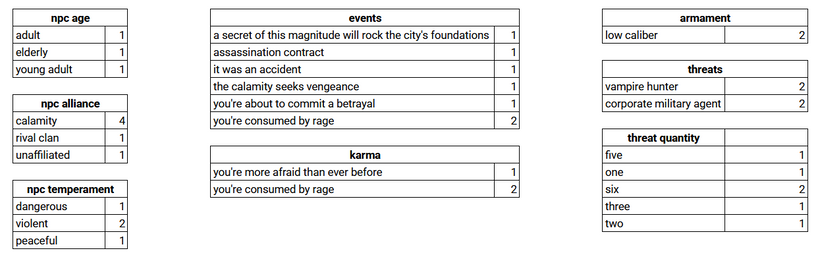 npc age
adult 1
elderly 1
young adult 1
npc alliance
calamity 4
rival clan 1
unaffiliated 1
npc temperament
dangerous 1
violent 2
peaceful 1
events
a secret of this magnitude will rock the city's foundations 1
assassination contract 1
it was an accident 1
the calamity seeks vengeance 1
you're about to commit a betrayal 1
you're consumed by rage 2
karma
you're more afraid than ever before 1
you're consumed by rage 2
armament
low caliber 2
threats
vampire hunter 2
corporate military agent 2
threat quantity
five 1
one 1
six 2
three 1
two 1